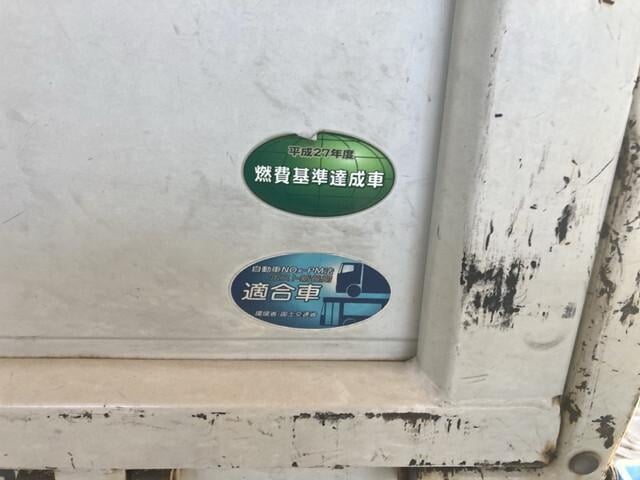 平成27年度
燃費基準達成車
自動車NOx・PM法
適合車
環境省・国土交通省